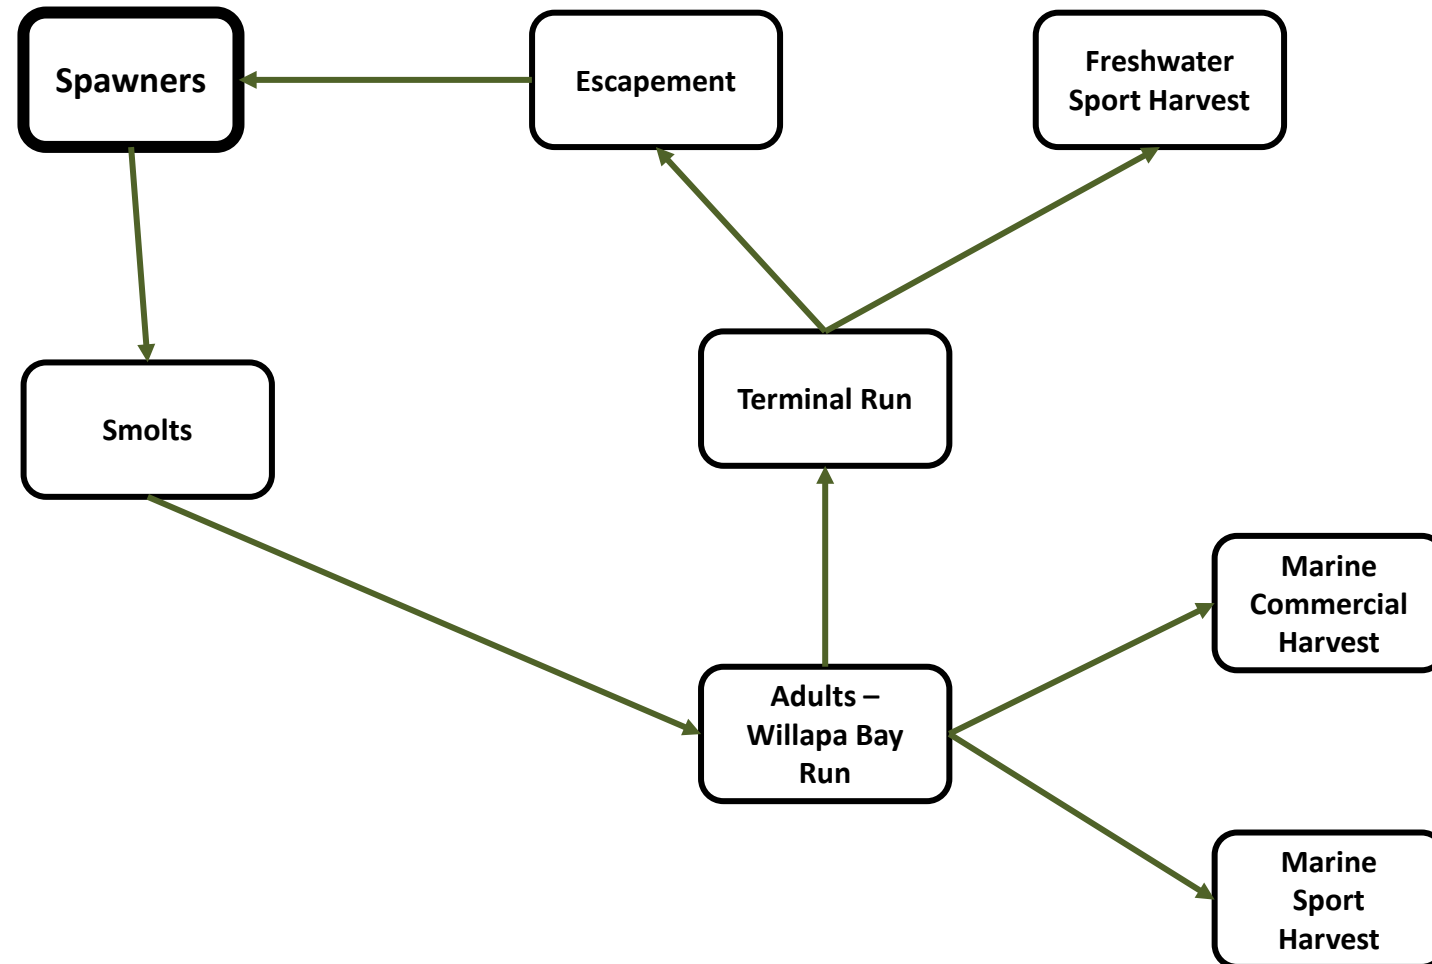 Spawners
Escapement
Freshwater
Sport Harvest
Smolts
Terminal Run
Adults –
Willapa Bay
Run
Marine
Commercial
Harvest
Marine
Sport
Harvest